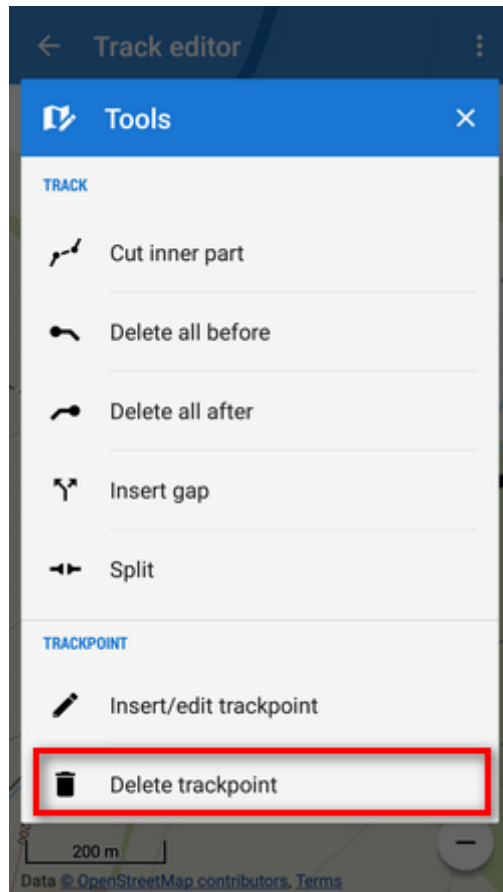 Track editor
Tools
TRACK
Cut inner part
Delete all before
Delete all after
Insert gap
Split
TRACKPOINT
Insert/edit trackpoint
Delete trackpoint
200
200 m
Data © OpenStreetMap contributors, Terms